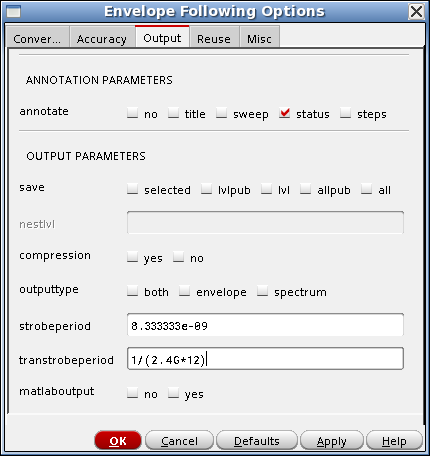 Envelope Following Options
Conver... Accuracy Output Reuse Misc
ANNOTATION PARAMETERS
annotate no title sweep status steps
OUTPUT PARAMETERS
save selected lvlpub lvl allpub all
nestlvl
compression yes no
outputtype both envelope spectrum
strobeperiod 8.333333e-09
transtrobeperiod 1/(2.4G*12)
matlaboutput no yes
OK Cancel Defaults Apply Help